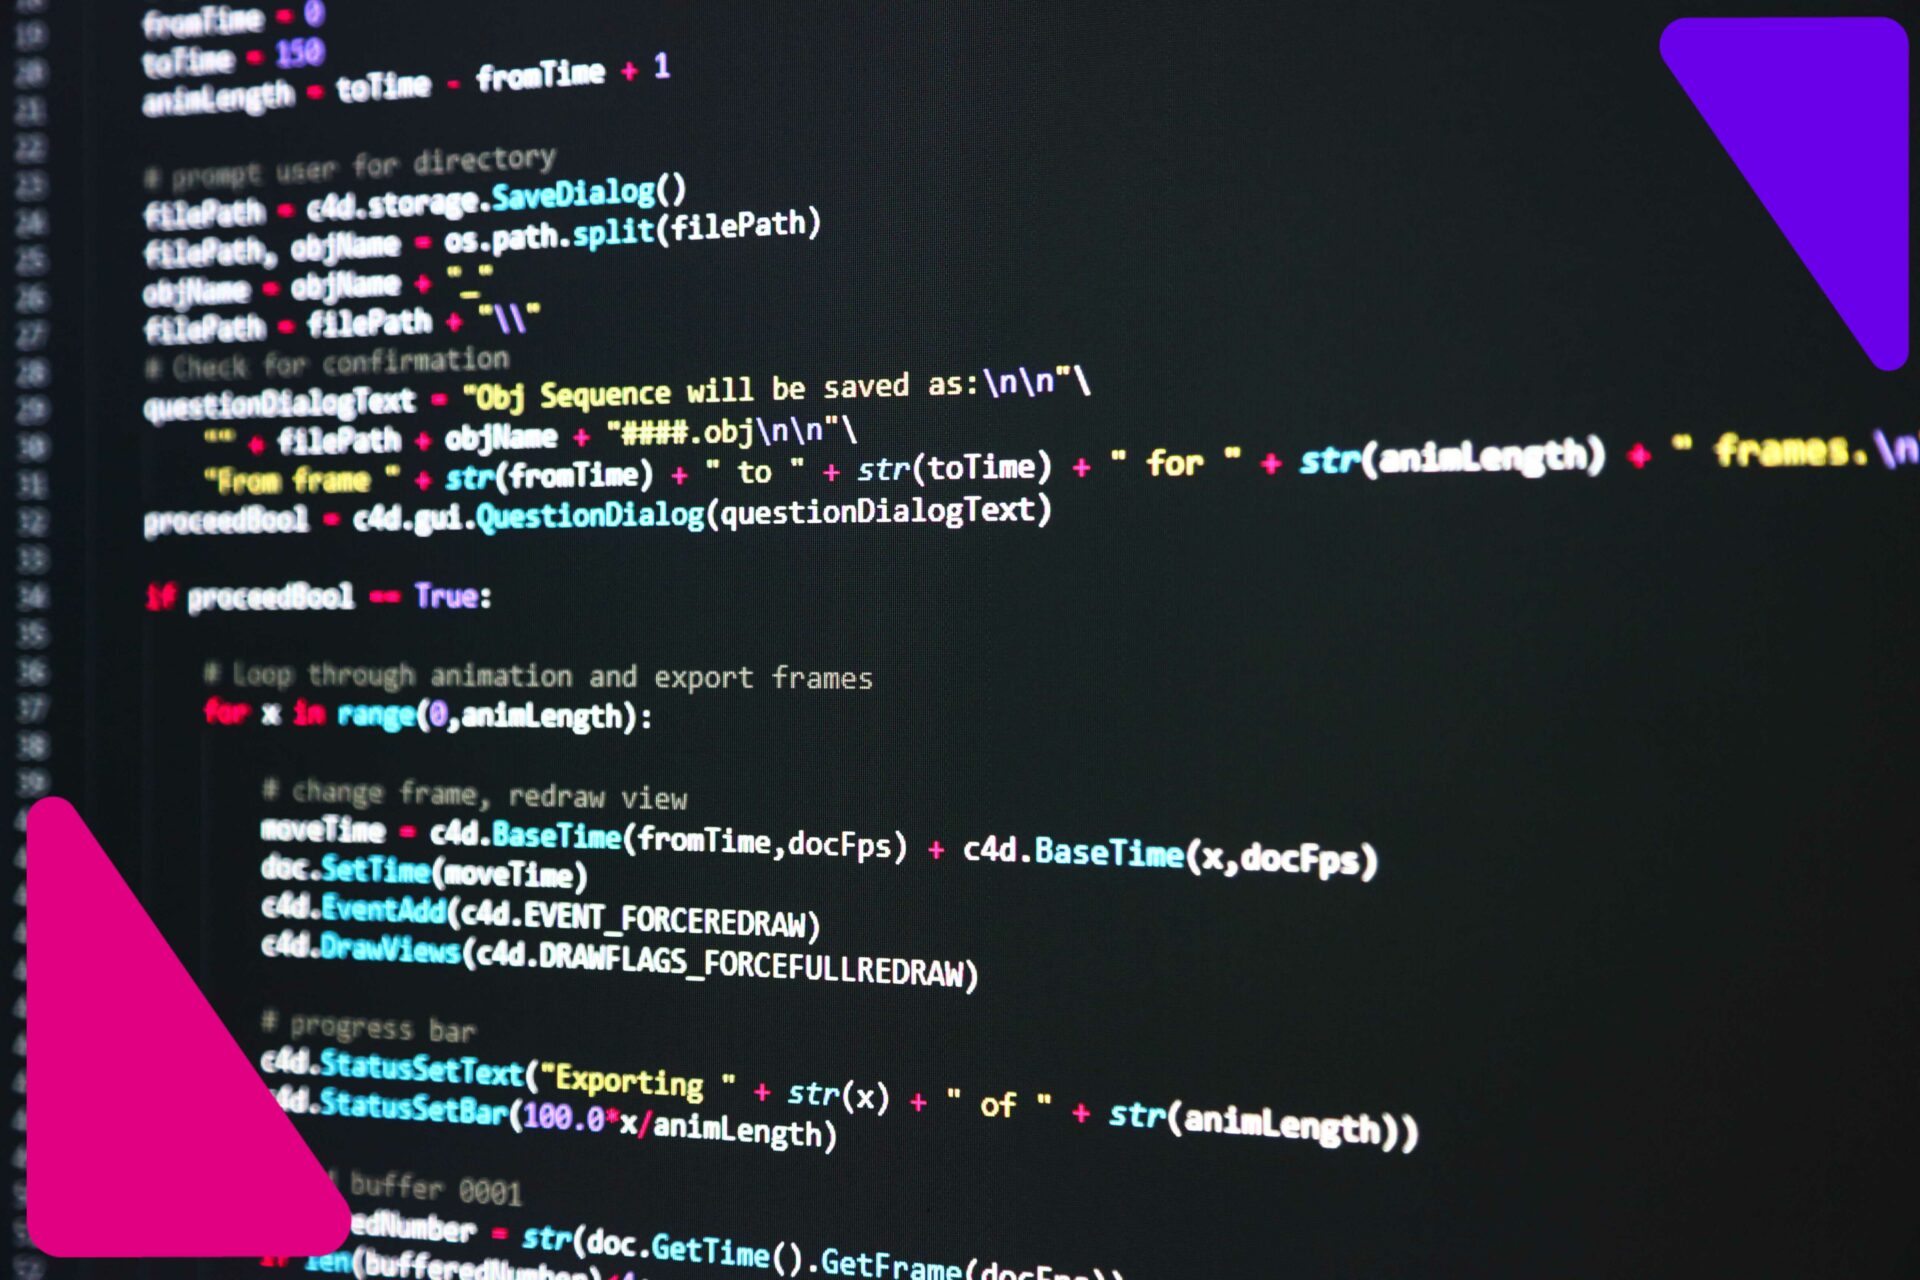 19 fromTime = 0
20 toTime = 150
21 animLength = toTime - fromTime + 1
22
23 # prompt user for directory
24 filePath = c4d.storage.SaveDialog()
25 filePath, objName = os.path.split(filePath)
26 objName = objName + "_"
27 filePath = filePath + "\\"
28 # Check for confirmation
29 questionDialogText = "Obj Sequence will be saved as:\n\n"\
30 "" + filePath + objName + "####.obj\n\n"\
31 "From frame " + str(fromTime) + " to " + str(toTime) + " for " + str(animLength) + " frames.\n
32 proceedBool = c4d.gui.QuestionDialog(questionDialogText)
33
34 if proceedBool == True:
35
36 # Loop through animation and export frames
37 for x in range(0,animLength):
38
39 # change frame, redraw view
moveTime = c4d.BaseTime(fromTime,docFps) + c4d.BaseTime(x,docFps)
doc.SetTime(moveTime)
c4d.EventAdd(c4d.EVENT_FORCEREDRAW)
c4d.DrawViews(c4d.DRAWFLAGS_FORCEFULLREDRAW)
# progress bar
c4d.StatusSetText("Exporting " + str(x) + " of " + str(animLength))
c4d.StatusSetBar(100.0*x/animLength)
buffer 0001
edNumber = str(doc.GetTime().GetFrame(docFps))
if len(bufferedNumber)